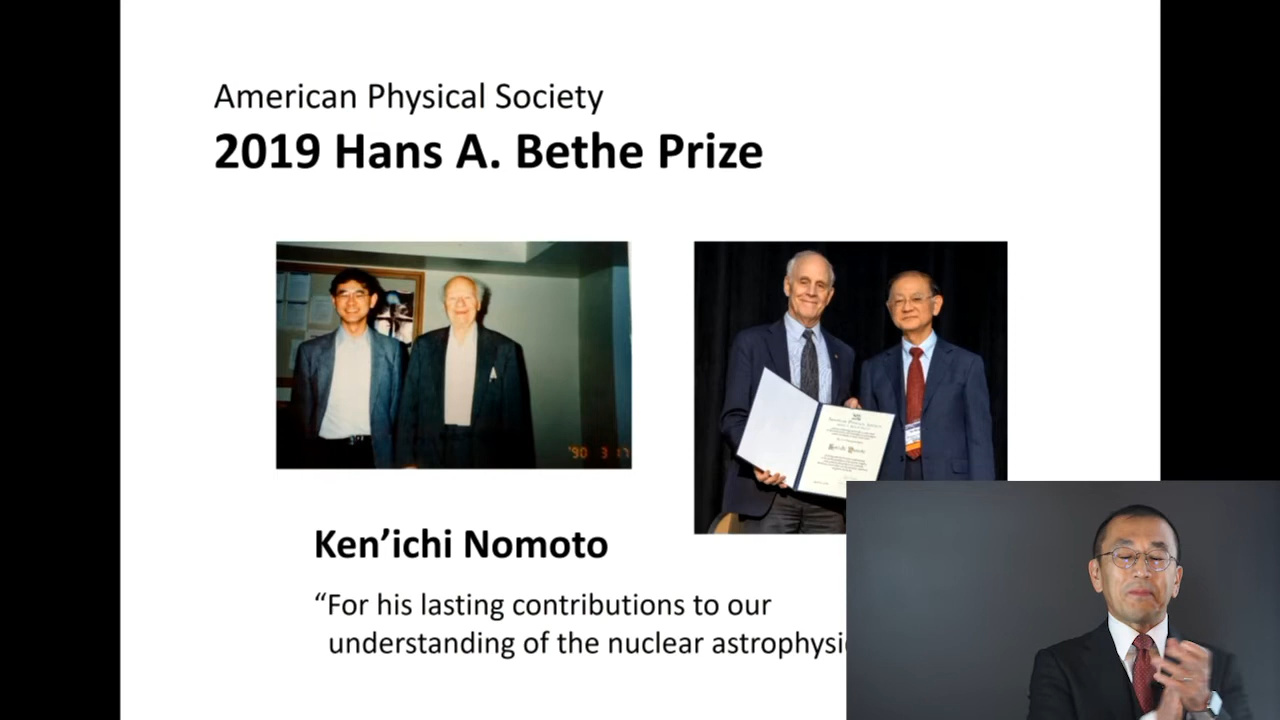 American Physical Society
2019 Hans A. Bethe Prize
'90 3 17
Ken’ichi Nomoto
“For his lasting contributions to our
understanding of the nuclear